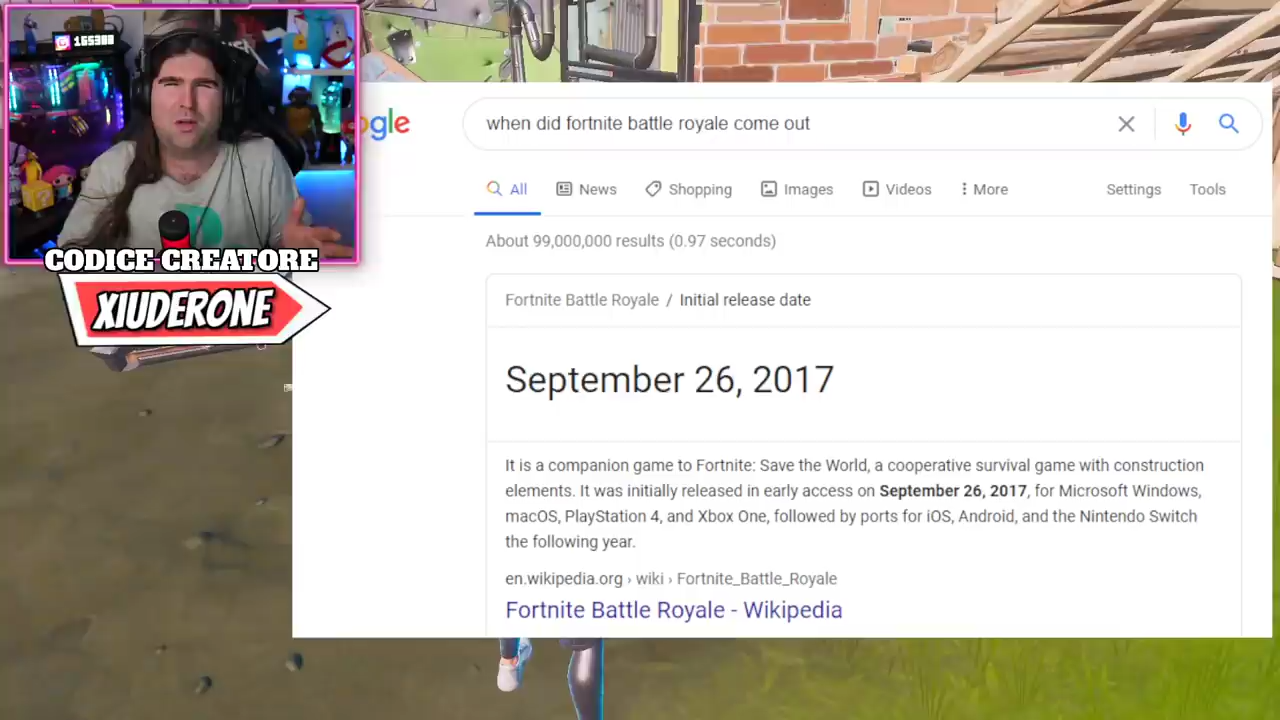 165388
CODICE CREATORE
XIUDERONE
ogle
when did fortnite battle royale come out
All
News
Shopping
Images
Videos
More
Settings
Tools
About 99,000,000 results (0.97 seconds)
Fortnite Battle Royale / Initial release date
September 26, 2017
It is a companion game to Fortnite: Save the World, a cooperative survival game with construction
elements. It was initially released in early access on September 26, 2017, for Microsoft Windows,
macOS, PlayStation 4, and Xbox One, followed by ports for iOS, Android, and the Nintendo Switch
the following year.
en.wikipedia.org › wiki › Fortnite_Battle_Royale
Fortnite Battle Royale - Wikipedia